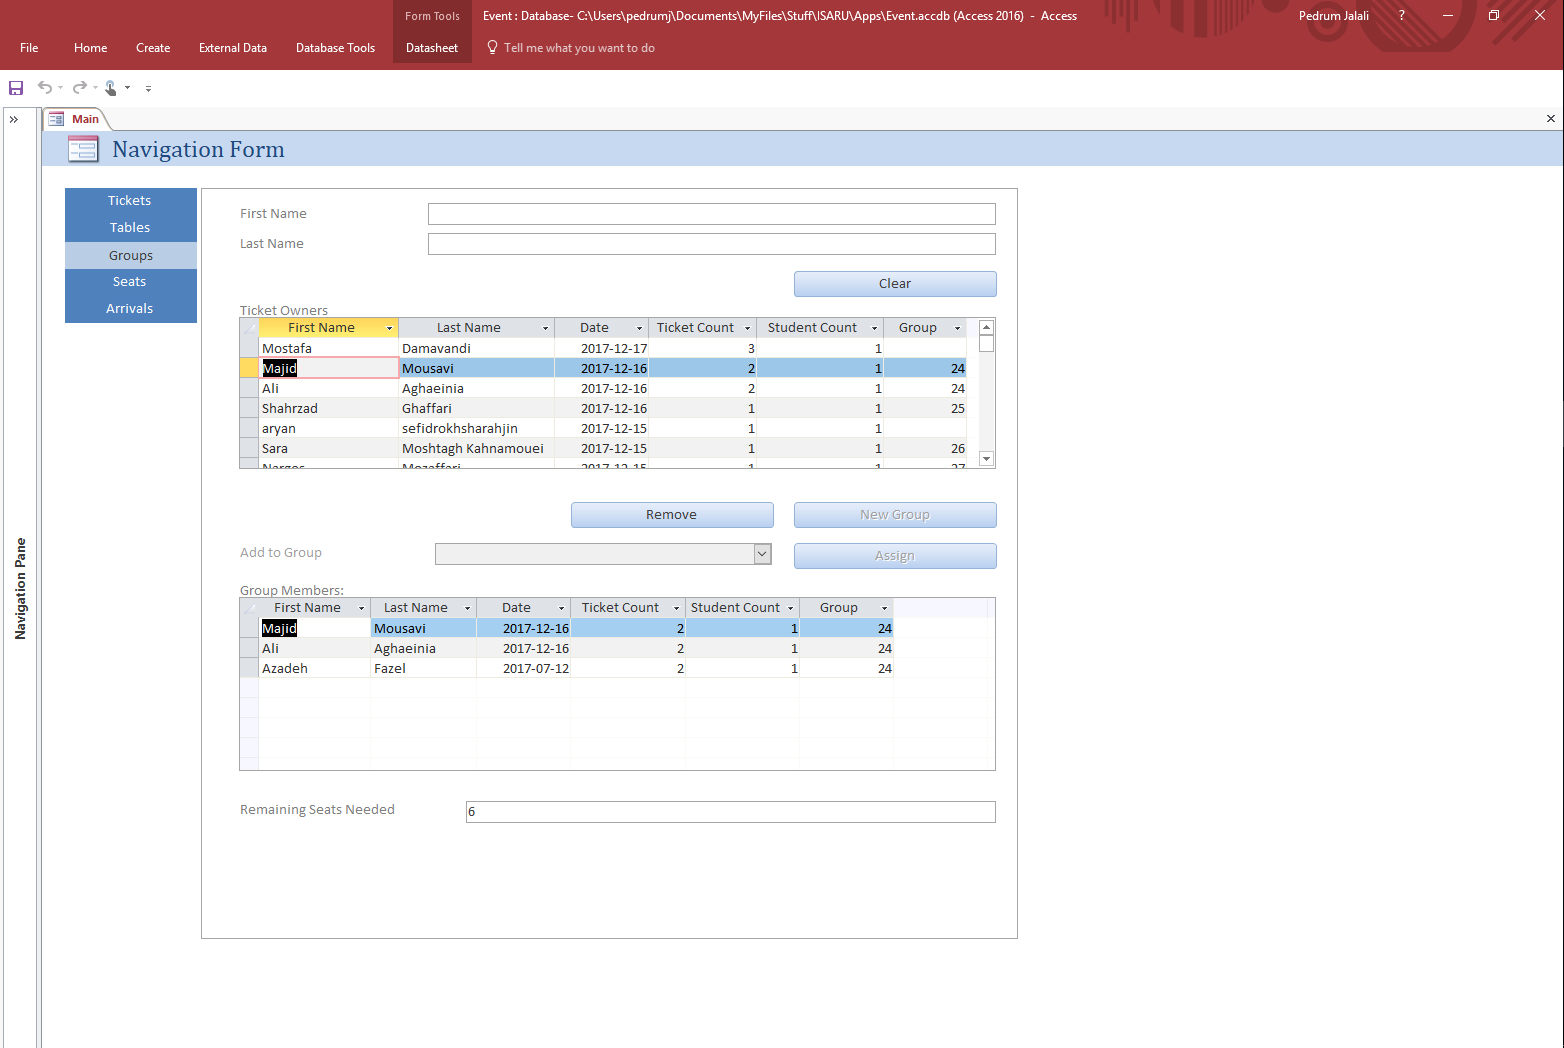 Form Tools
Event : Database- C:\Users\pedrumj\Documents\MyFiles\Stuff\ISARU\Apps\Event.accdb (Access 2016) - Access
Pedrum Jalali ?
File Home Create External Data Database Tools Datasheet Tell me what you want to do
Main
Navigation Form
Navigation Pane
Tickets
Tables
Groups
Seats
Arrivals
First Name
Last Name
Clear
Ticket Owners
First Name Last Name Date Ticket Count Student Count Group
Mostafa Damavandi 2017-12-17 3 1
Majid Mousavi 2017-12-16 2 1 24
Ali Aghaeinia 2017-12-16 2 1 24
Shahrzad Ghaffari 2017-12-16 1 1 25
aryan sefidrokhsharahjin 2017-12-15 1 1
Sara Moshtagh Kahnamouei 2017-12-15 1 1 26
Narges Mozaffari 2017-12-15 1 1 27
Remove New Group
Add to Group Assign
Group Members:
First Name Last Name Date Ticket Count Student Count Group
Majid Mousavi 2017-12-16 2 1 24
Ali Aghaeinia 2017-12-16 2 1 24
Azadeh Fazel 2017-07-12 2 1 24
Remaining Seats Needed 6